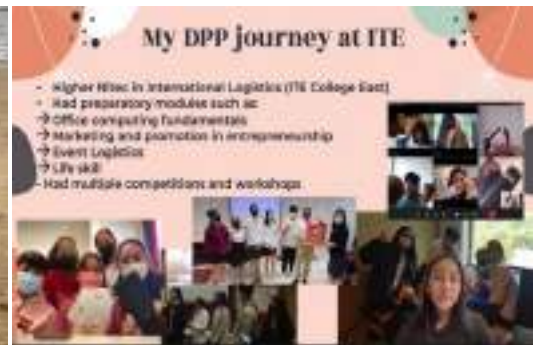 My DPP journey at ITE
- Higher Nitec in International Logistics (ITE College East)
- Had preparatory modules such as:
→ Office computing fundamentals
→ Marketing and promotion in entrepreneurship
→ Event Logistics
→ Life skill
- Had multiple competitions and workshops